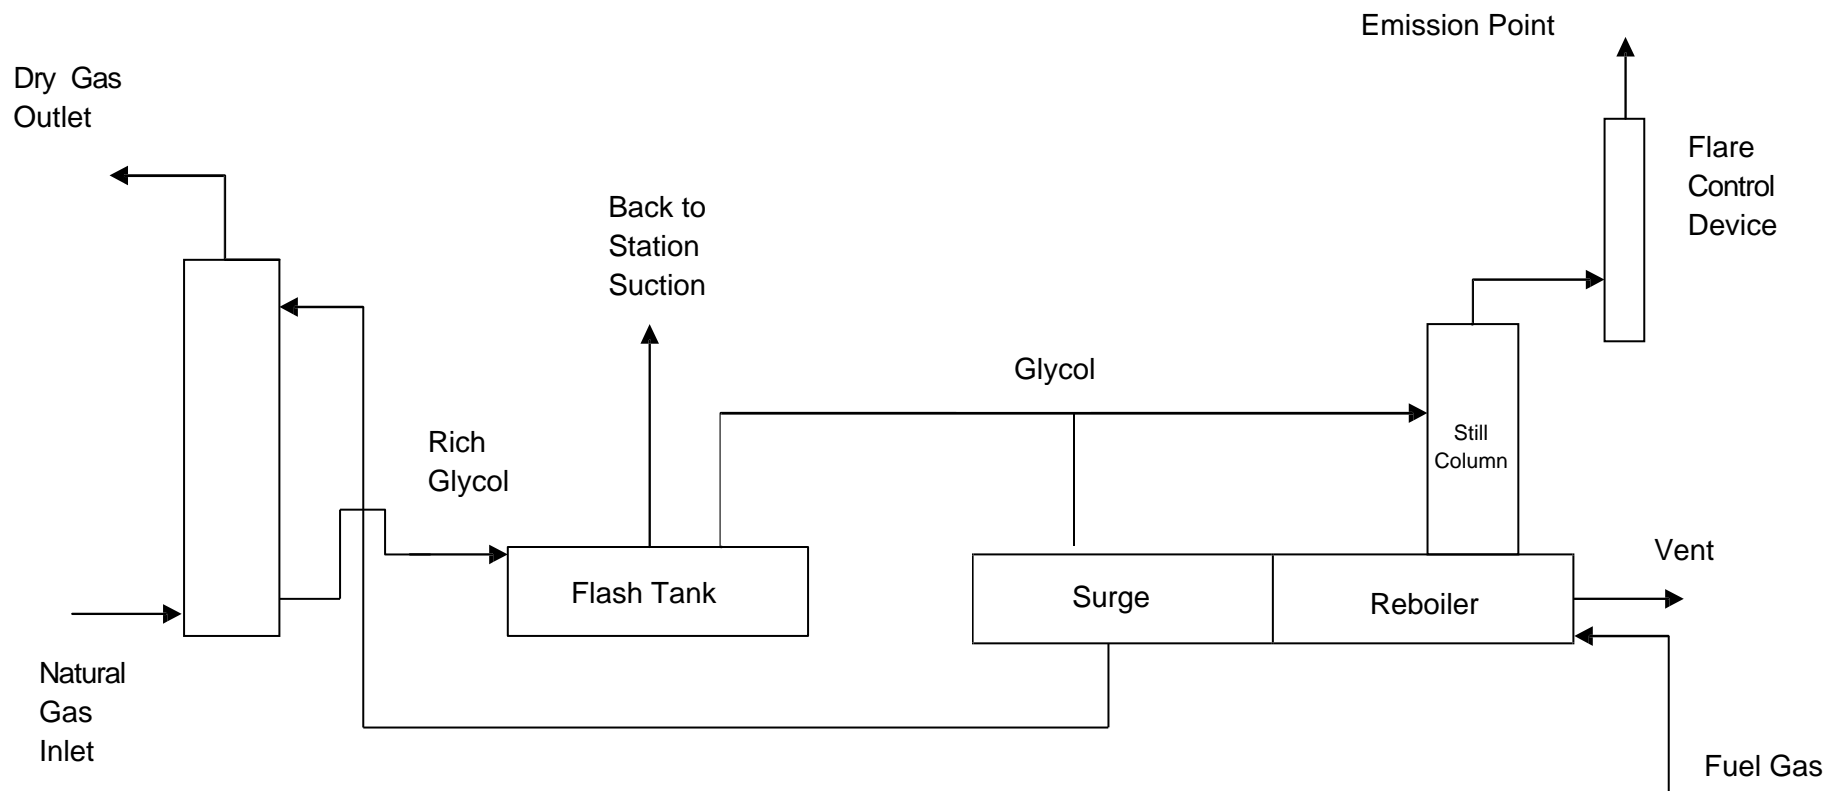 Emission Point
Dry Gas
Outlet
Flare
Control
Device
Back to
Station
Suction
Glycol
Rich
Glycol
Still
Column
Vent
Flash Tank
Surge
Reboiler
Natural
Gas
Inlet
Fuel Gas